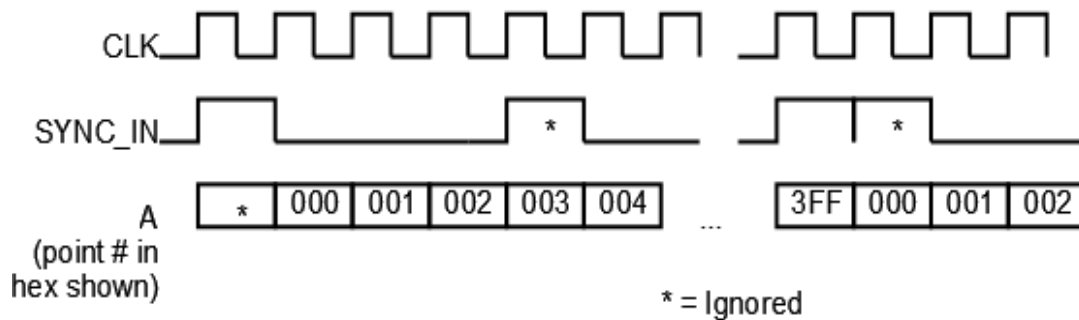 CLK
SYNC_IN * *
A * 000 001 002 003 004 ... 3FF 000 001 002
(point # in
hex shown)
* = Ignored